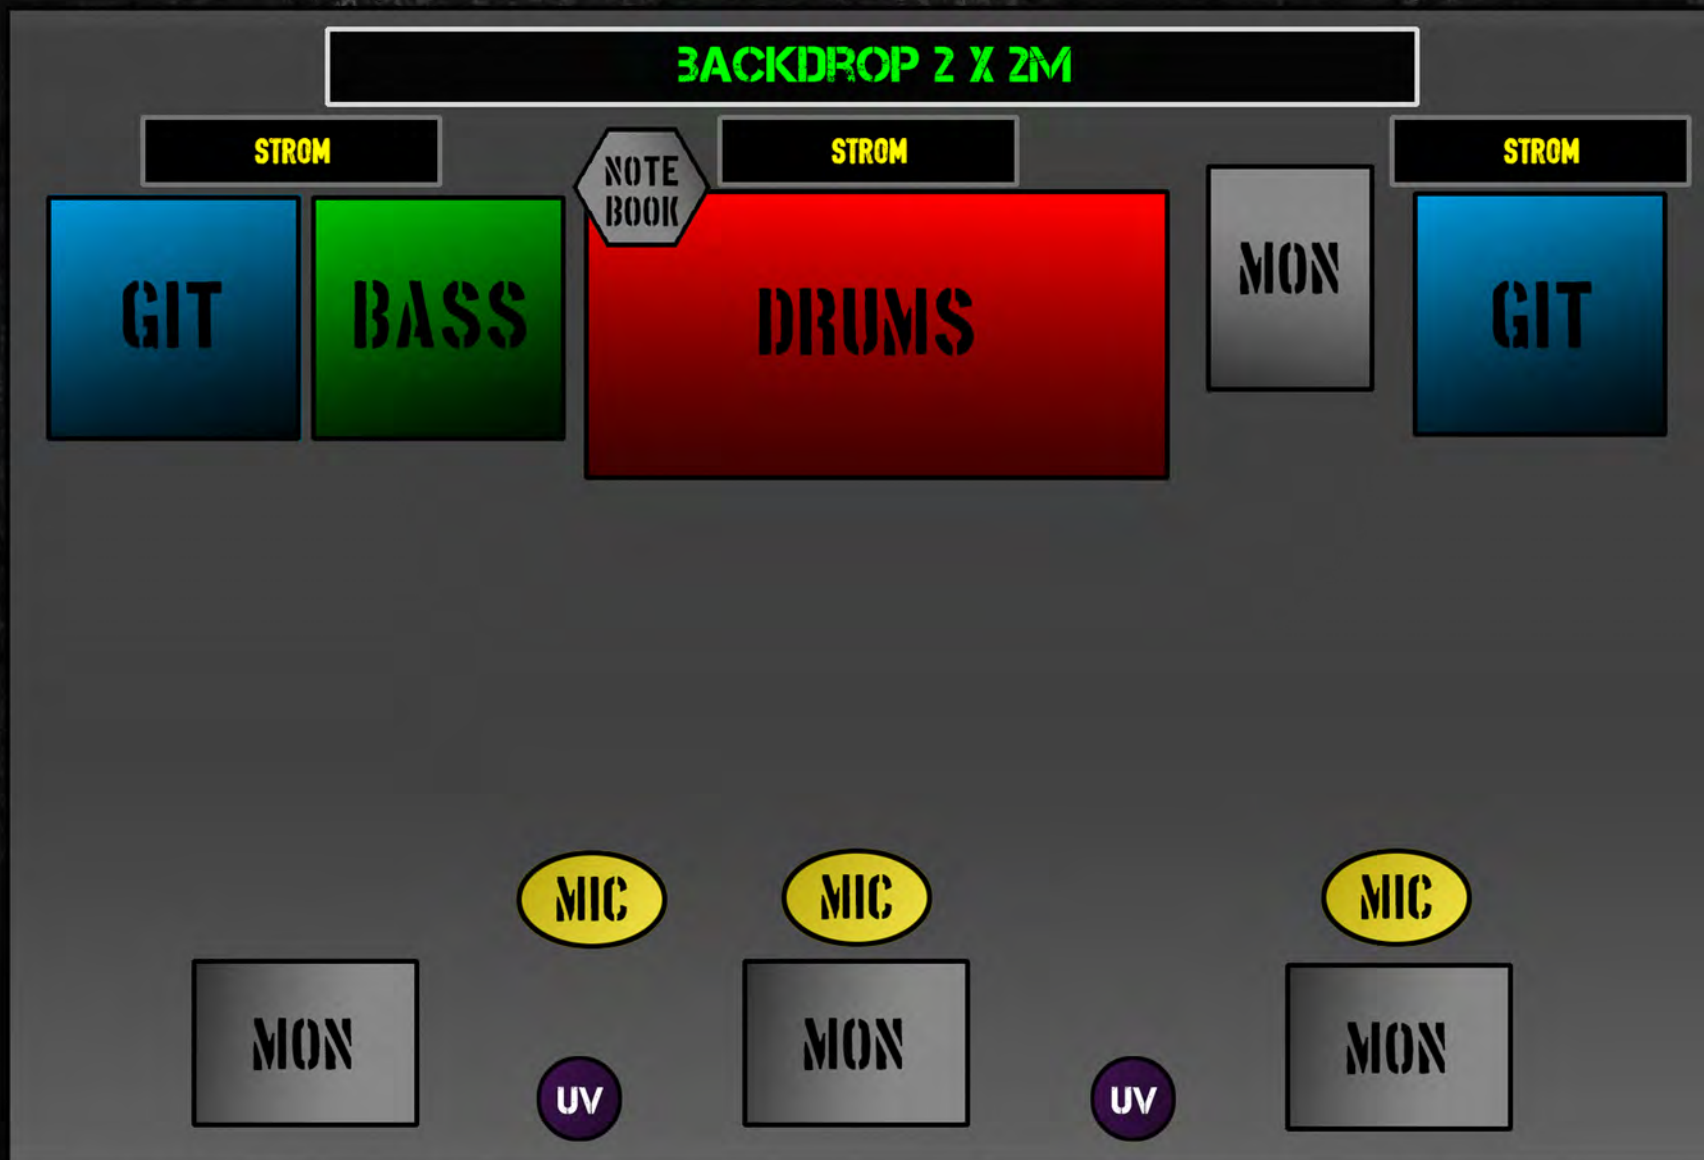 BACKDROP 2 X 2M
STROM
STROM
STROM
NOTE
BOOK
GIT
BASS
DRUMS
MON
GIT
MIC
MIC
MIC
MON
MON
MON
UV
UV